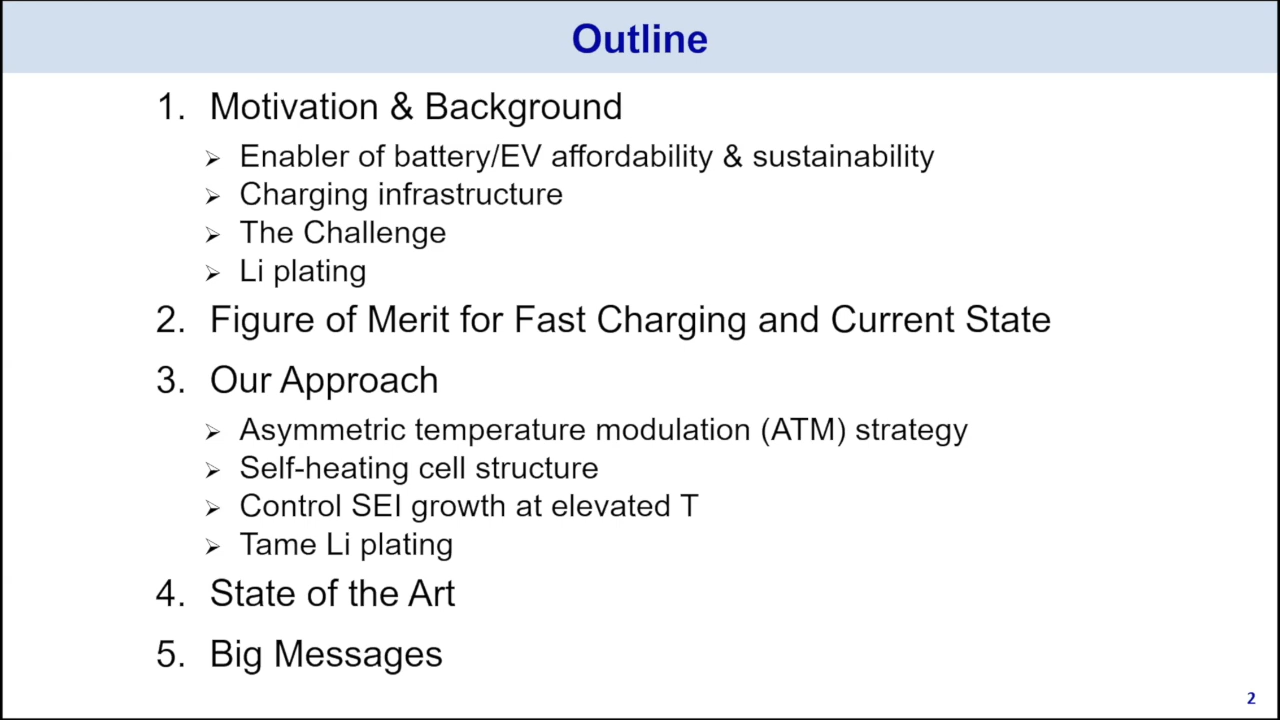 Outline
1. Motivation & Background
➢ Enabler of battery/EV affordability & sustainability
➢ Charging infrastructure
➢ The Challenge
➢ Li plating
2. Figure of Merit for Fast Charging and Current State
3. Our Approach
➢ Asymmetric temperature modulation (ATM) strategy
➢ Self-heating cell structure
➢ Control SEI growth at elevated T
➢ Tame Li plating
4. State of the Art
5. Big Messages
2